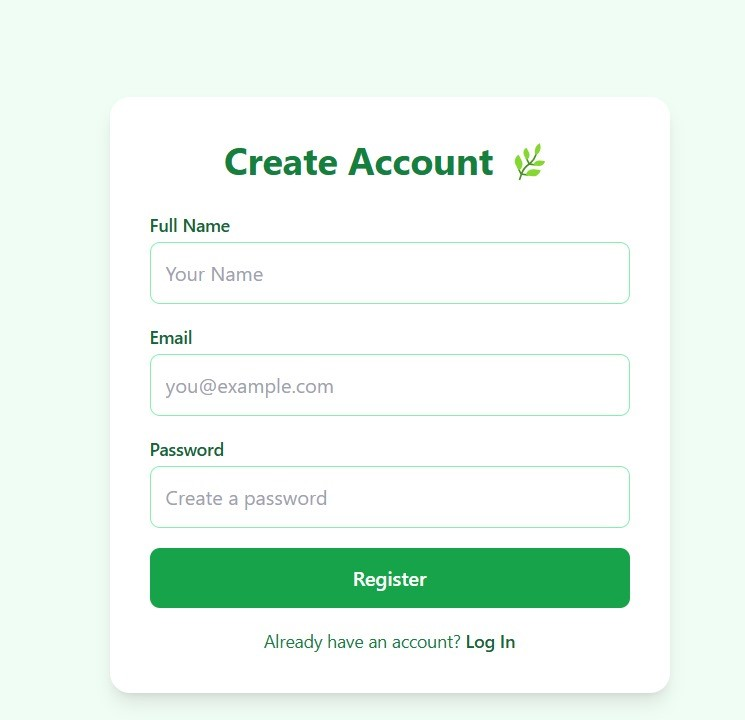 Create Account 🌿
Full Name
Your Name
Email
you@example.com
Password
Create a password
Register
Already have an account? Log In